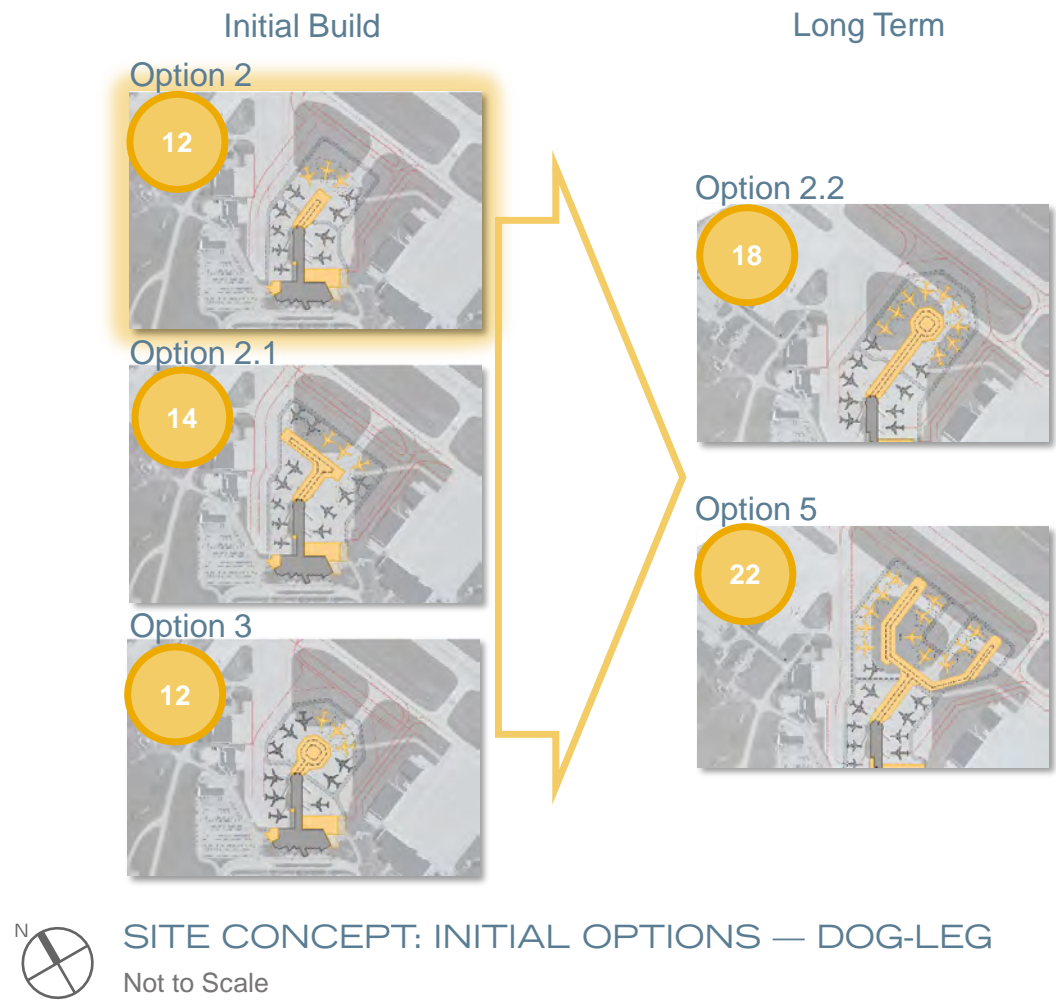 Initial Build
Long Term
Option 2
12
Option 2.1
14
Option 3
12
Option 2.2
18
Option 5
22
N
SITE CONCEPT: INITIAL OPTIONS — DOG-LEG
Not to Scale